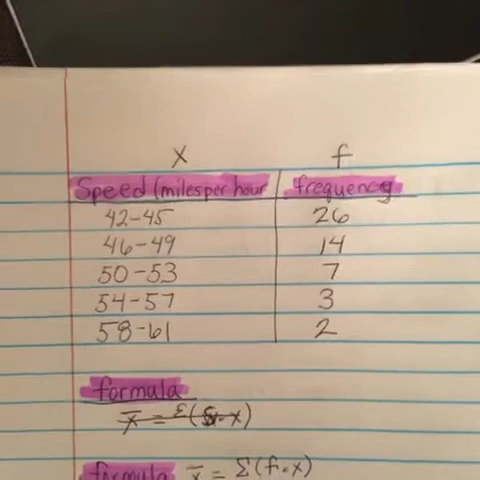 x f
Speed (miles per hour frequency
42-45 26
46-49 14
50-53 7
54-57 3
58-61 2
formula
x̄ = Σ(f·x)
formula x̄ = Σ(f·x)